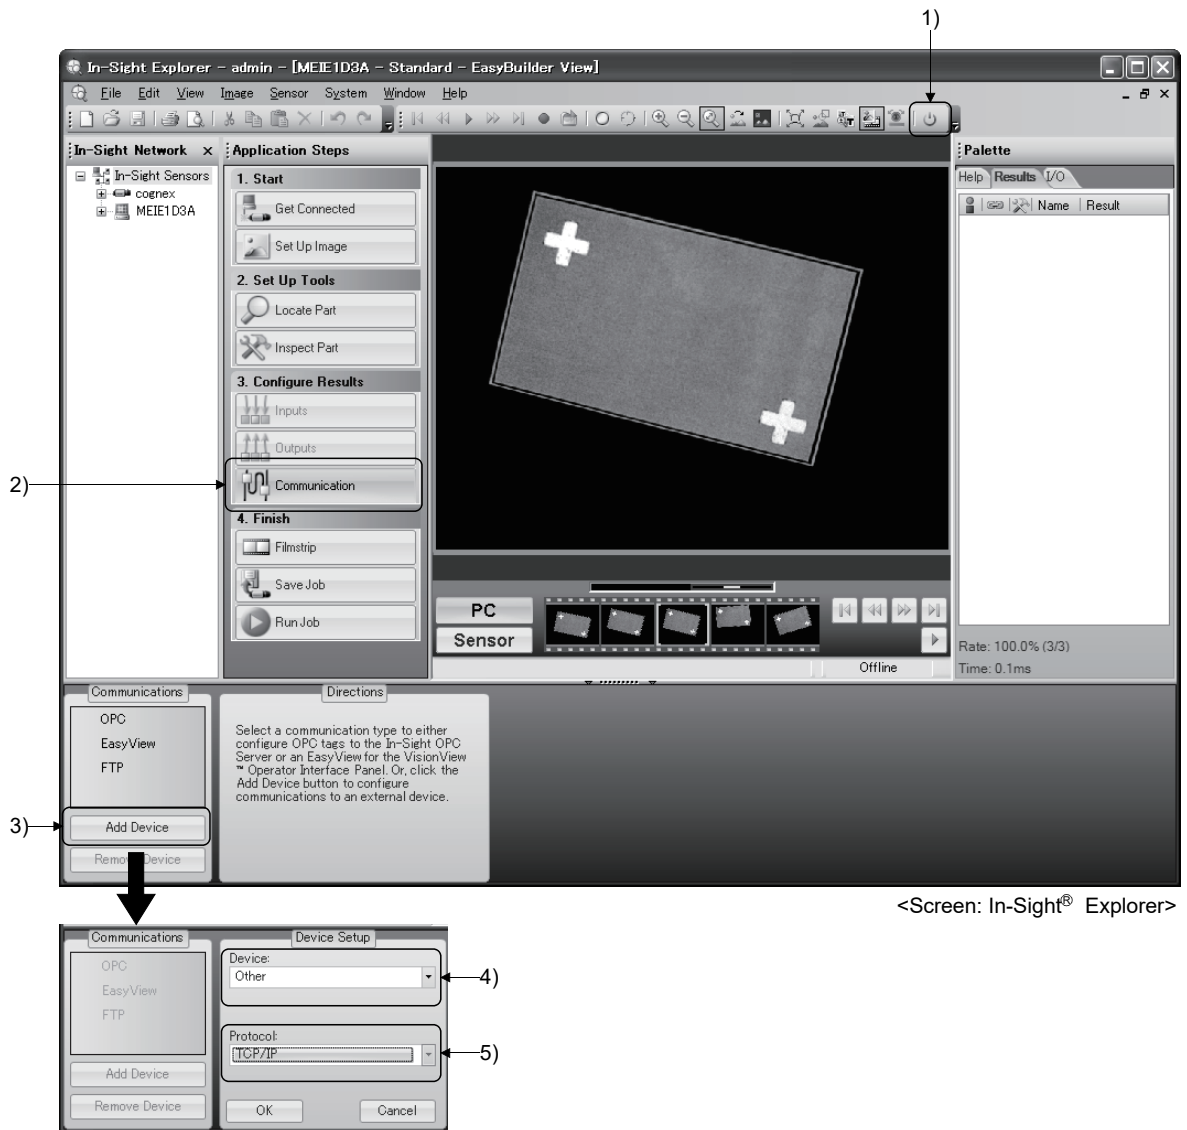 1)
In-Sight Explorer - admin - [MEIE1D3A - Standard - EasyBuilder View]
File Edit View Image Sensor System Window Help
In-Sight Network
In-Sight Sensors
cognex
MEIE1D3A
Application Steps
1. Start
Get Connected
Set Up Image
2. Set Up Tools
Locate Part
Inspect Part
3. Configure Results
Inputs
Outputs
2)
Communication
4. Finish
Filmstrip
Save Job
Run Job
PC
Sensor
Offline
Palette
Help Results I/O
Name Result
Rate: 100.0% (3/3)
Time: 0.1ms
Communications
OPC
EasyView
FTP
3)
Add Device
Remove Device
Directions
Select a communication type to either
configure OPC tags to the In-Sight OPC
Server or an EasyView for the VisionView
™ Operator Interface Panel. Or, click the
Add Device button to configure
communications to an external device.
<Screen: In-Sight® Explorer>
Communications
OPC
EasyView
FTP
Add Device
Remove Device
Device Setup
Device:
Other
4)
Protocol:
TCP/IP
5)
OK Cancel